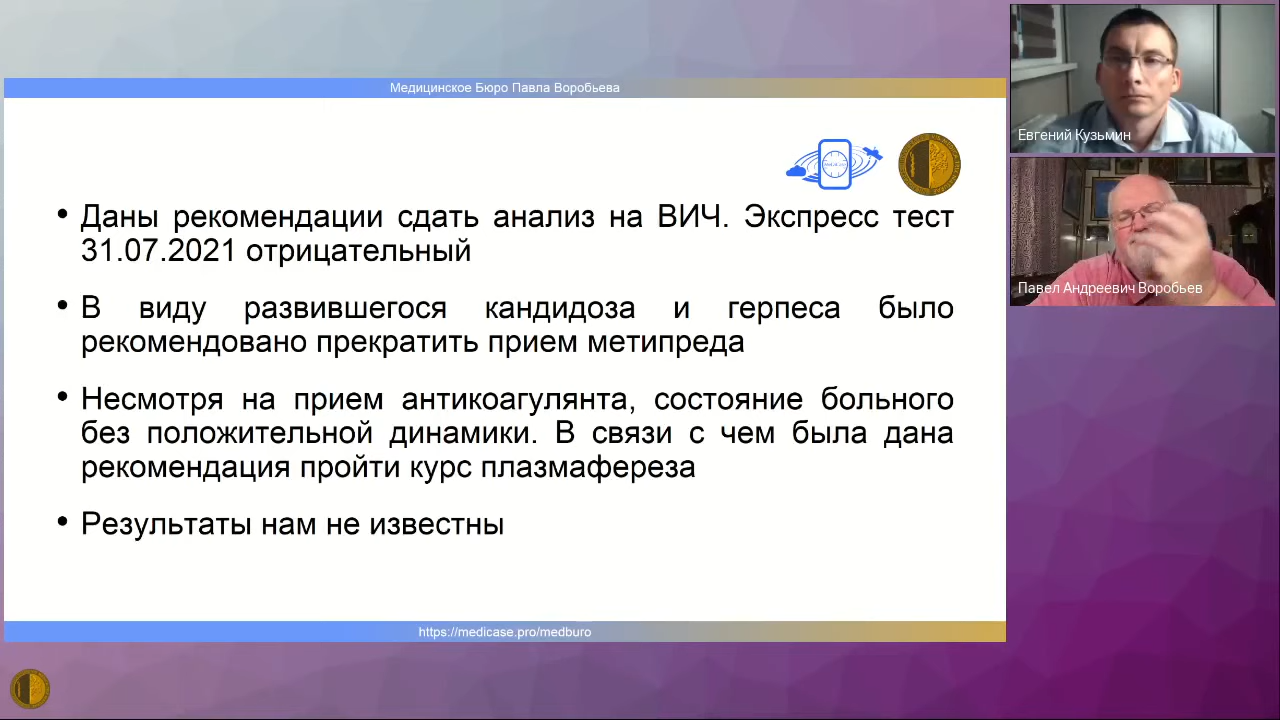 Медицинское Бюро Павла Воробьева
• Даны рекомендации сдать анализ на ВИЧ. Экспресс тест
31.07.2021 отрицательный
• В виду развившегося кандидоза и герпеса было
рекомендовано прекратить прием метипреда
• Несмотря на прием антикоагулянта, состояние больного
без положительной динамики. В связи с чем была дана
рекомендация пройти курс плазмафереза
• Результаты нам не известны
https://medicase.pro/medburo
Евгений Кузьмин
Павел Андреевич Воробьев